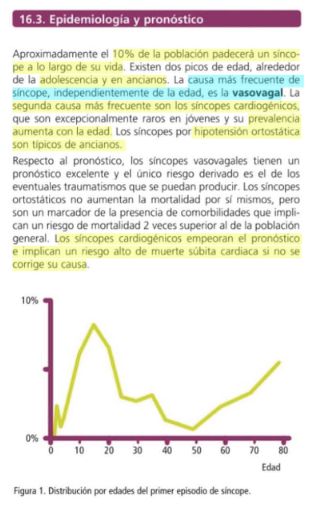 16.3. Epidemiología y pronóstico
Aproximadamente el 10% de la población padecerá un sínco-
pe a lo largo de su vida. Existen dos picos de edad, alrededor
de la adolescencia y en ancianos. La causa más frecuente de
síncope, independientemente de la edad, es la vasovagal. La
segunda causa más frecuente son los síncopes cardiogénicos,
que son excepcionalmente raros en jóvenes y su prevalencia
aumenta con la edad. Los síncopes por hipotensión ortostática
son típicos de ancianos.
Respecto al pronóstico, los síncopes vasovagales tienen un
pronóstico excelente y el único riesgo derivado es el de los
eventuales traumatismos que se puedan producir. Los síncopes
ortostáticos no aumentan la mortalidad por sí mismos, pero
son un marcador de la presencia de comorbilidades que impli-
can un riesgo de mortalidad 2 veces superior al de la población
general. Los síncopes cardiogénicos empeoran el pronóstico
e implican un riesgo alto de muerte súbita cardiaca si no se
corrige su causa.
10%
0%
0 10 20 30 40 50 60 70 80
Edad
Figura 1. Distribución por edades del primer episodio de síncope.